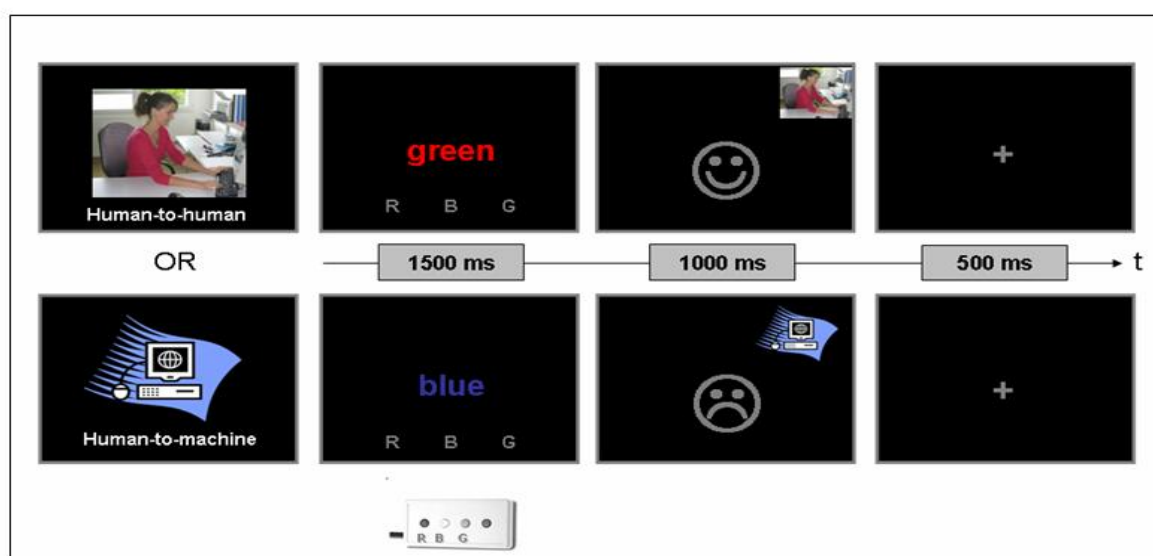 green
R B G
Human-to-human
+
OR
1500 ms
1000 ms
500 ms
t
blue
R B G
Human-to-machine
+
R B G